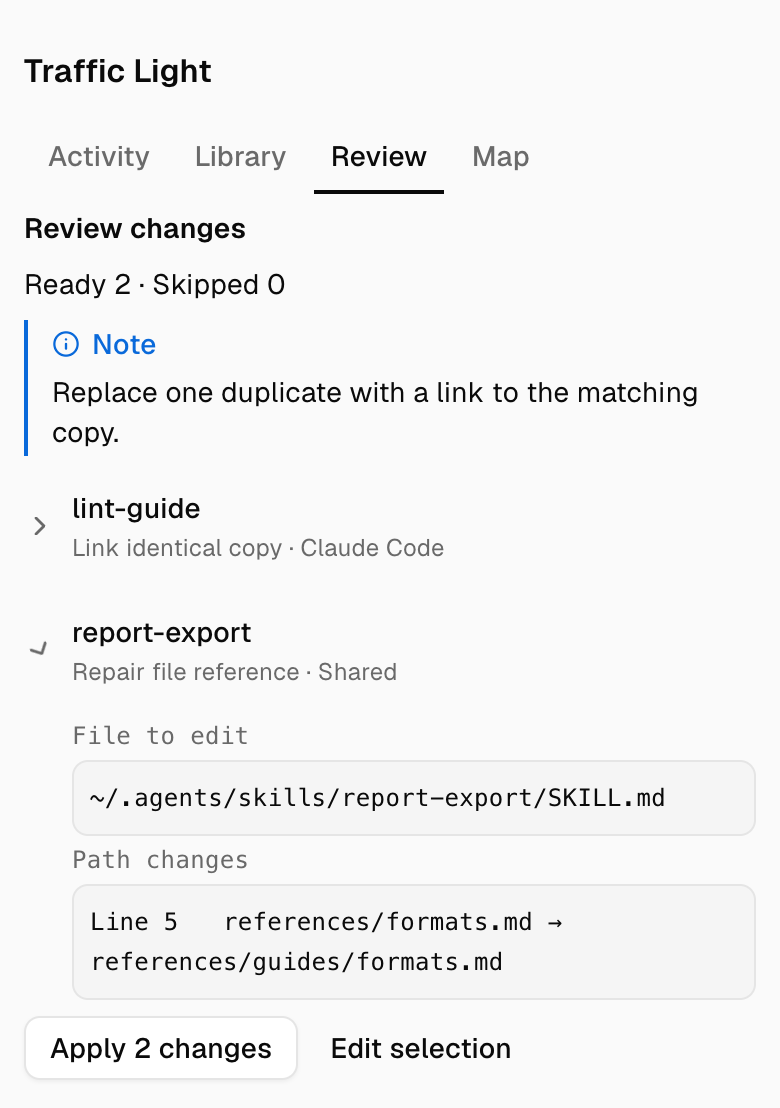 Traffic Light
Activity Library Review Map
Review changes
Ready 2 · Skipped 0
Note
Replace one duplicate with a link to the matching
copy.
lint-guide
Link identical copy · Claude Code
report-export
Repair file reference · Shared
File to edit
~/.agents/skills/report-export/SKILL.md
Path changes
Line 5   references/formats.md →
references/guides/formats.md
Apply 2 changes Edit selection